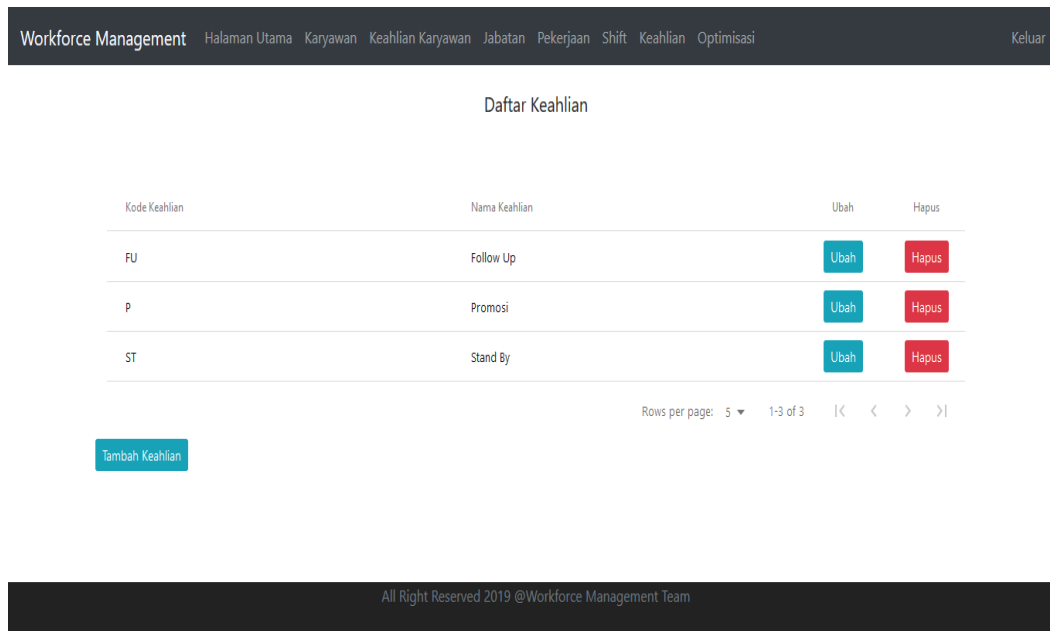 Workforce Management Halaman Utama Karyawan Keahlian Karyawan Jabatan Pekerjaan Shift Keahlian Optimisasi Keluar
Daftar Keahlian
Kode Keahlian Nama Keahlian Ubah Hapus
FU Follow Up Ubah Hapus
P Promosi Ubah Hapus
ST Stand By Ubah Hapus
Rows per page: 5 1-3 of 3
Tambah Keahlian
All Right Reserved 2019 @Workforce Management Team